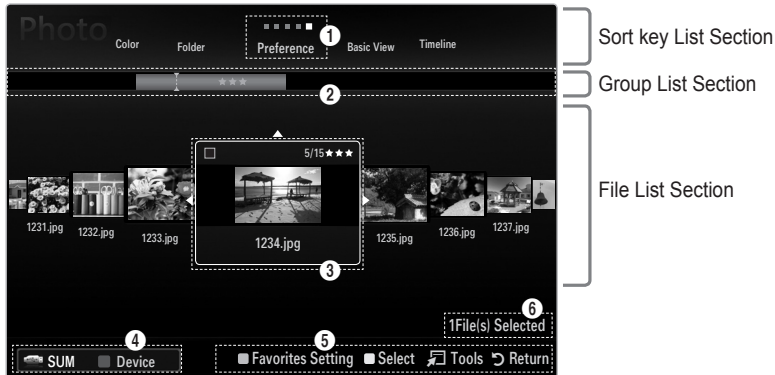 Photo
Color
Folder
Preference
Basic View
Timeline
1
Sort key List Section
2
Group List Section
5/15★★★
1231.jpg
1232.jpg
1233.jpg
1234.jpg
1235.jpg
1236.jpg
1237.jpg
3
File List Section
6
1File(s) Selected
4
5
SUM
Device
Favorites Setting
Select
Tools
Return